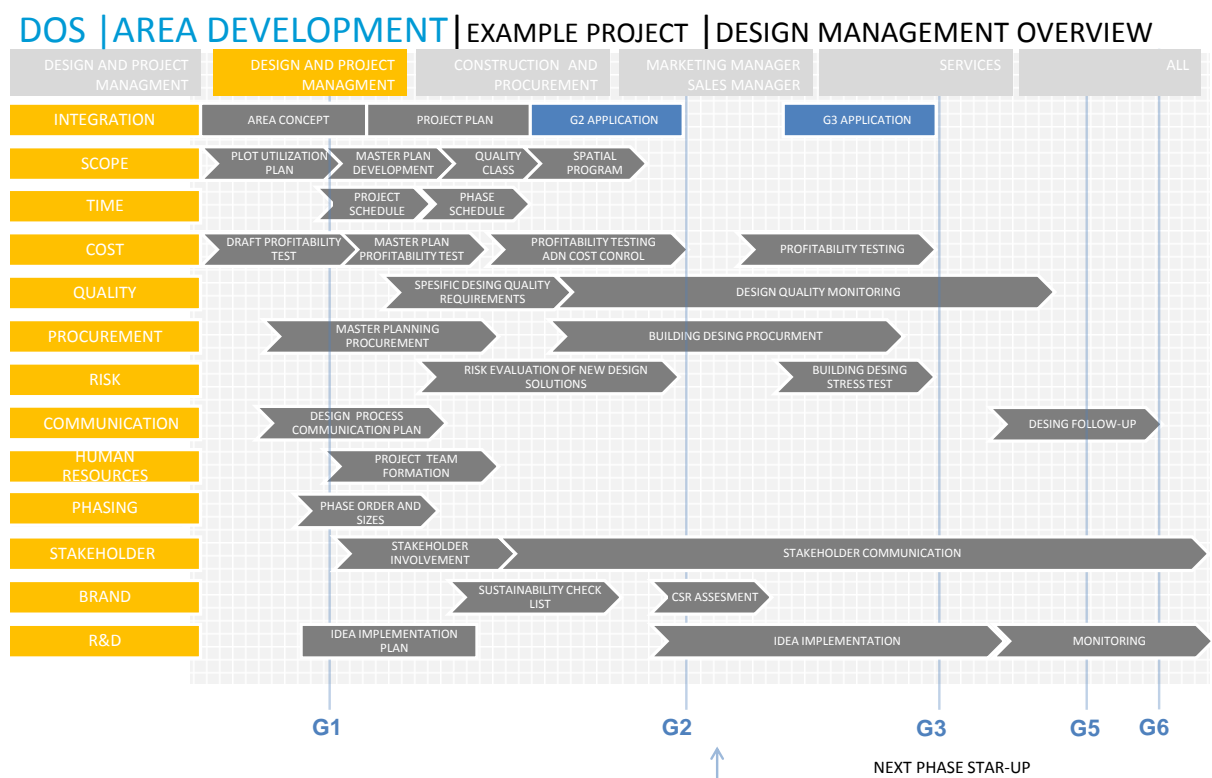 DOS |AREA DEVELOPMENT|EXAMPLE PROJECT |DESIGN MANAGEMENT OVERVIEW
DESIGN AND PROJECT
MANAGMENT
DESIGN AND PROJECT
MANAGMENT
CONSTRUCTION AND
PROCUREMENT
MARKETING MANAGER
SALES MANAGER
SERVICES
ALL
INTEGRATION
AREA CONCEPT
PROJECT PLAN
G2 APPLICATION
G3 APPLICATION
SCOPE
PLOT UTILIZATION
PLAN
MASTER PLAN
DEVELOPMENT
QUALITY
CLASS
SPATIAL
PROGRAM
TIME
PROJECT
SCHEDULE
PHASE
SCHEDULE
COST
DRAFT PROFITABILITY
TEST
MASTER PLAN
PROFITABILITY TEST
PROFITABILITY TESTING
ADN COST CONROL
PROFITABILITY TESTING
QUALITY
SPESIFIC DESING QUALITY
REQUIREMENTS
DESIGN QUALITY MONITORING
PROCUREMENT
MASTER PLANNING
PROCUREMENT
BUILDING DESING PROCURMENT
RISK
RISK EVALUATION OF NEW DESIGN
SOLUTIONS
BUILDING DESING
STRESS TEST
COMMUNICATION
DESIGN PROCESS
COMMUNICATION PLAN
DESING FOLLOW-UP
HUMAN
RESOURCES
PROJECT TEAM
FORMATION
PHASING
PHASE ORDER AND
SIZES
STAKEHOLDER
STAKEHOLDER
INVOLVEMENT
STAKEHOLDER COMMUNICATION
BRAND
SUSTAINABILITY CHECK
LIST
CSR ASSESMENT
R&D
IDEA IMPLEMENTATION
PLAN
IDEA IMPLEMENTATION
MONITORING
G1
G2
G3
G5
G6
NEXT PHASE STAR-UP